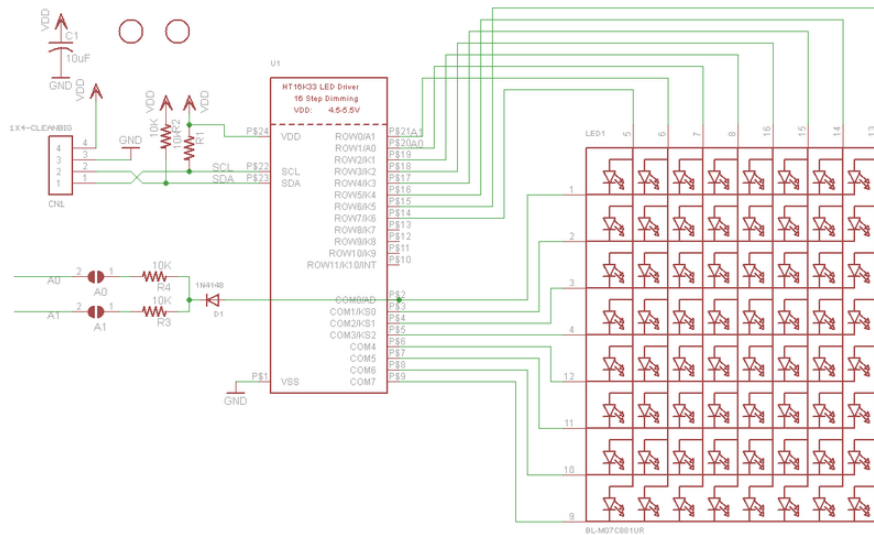 VDD
C1
10uF
GND
VDD
1X4-CLEANBIG
4
3
2
1
CN1
GND
VDD
VDD
10K
R2
10K
R1
SCL
SDA
U1
HT16K33 LED Driver
16 Step Dimming
VDD: 4.5-5.5V
P$24 VDD
P$22 SCL
P$23 SDA
P$1 VSS
GND
ROW0/A1 P$21 A1
ROW1/A0 P$20 A0
ROW2/K1 P$19
ROW3/K2 P$18
ROW4/K3 P$17
ROW5/K4 P$16
ROW6/K5 P$15
ROW7/K6 P$14
ROW8/K7 P$13
ROW9/K8 P$12
ROW10/K9 P$11
ROW11/K10/INT P$10
COM0/AD P$2
COM1/KS0 P$3
COM2/KS1 P$4
COM3/KS2 P$5
COM4 P$6
COM5 P$7
COM6 P$8
COM7 P$9
A0 2 1 10K
A0 R4
A1 2 1 10K
A1 R3
1N4148
D1
LED1
5 6 7 8 16 15 14 13
1
2
3
4
12
11
10
9
BL-M07C881UR